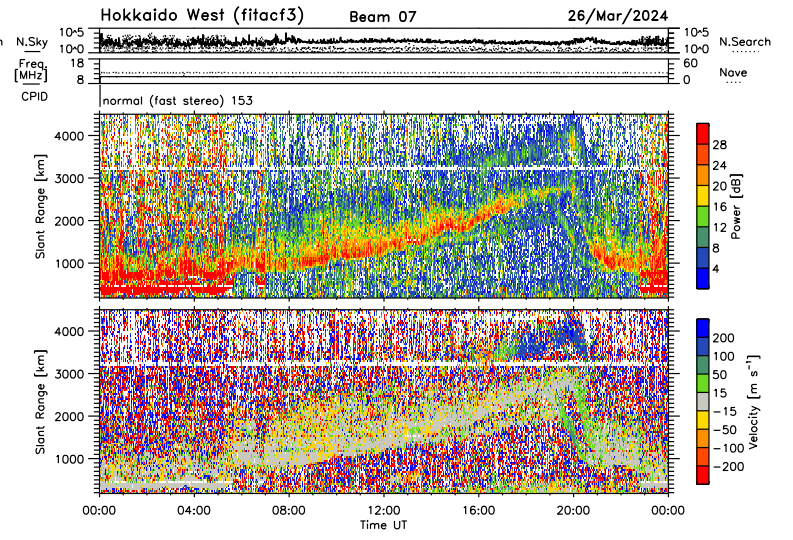 Hokkaido West (fitacf3) Beam 07 26/Mar/2024
n N.Sky 10^5 10^0 10^5 10^0 N.Search
Freq. [MHz] 18 8 60 0 Nave
CPID normal (fast stereo) 153
Slant Range [km] 4000 3000 2000 1000
28 24 20 16 12 8 4 Power [dB]
Slant Range [km] 4000 3000 2000 1000
200 100 50 15 −15 −50 −100 −200 Velocity [m s⁻¹]
00:00 04:00 08:00 12:00 16:00 20:00 00:00
Time UT